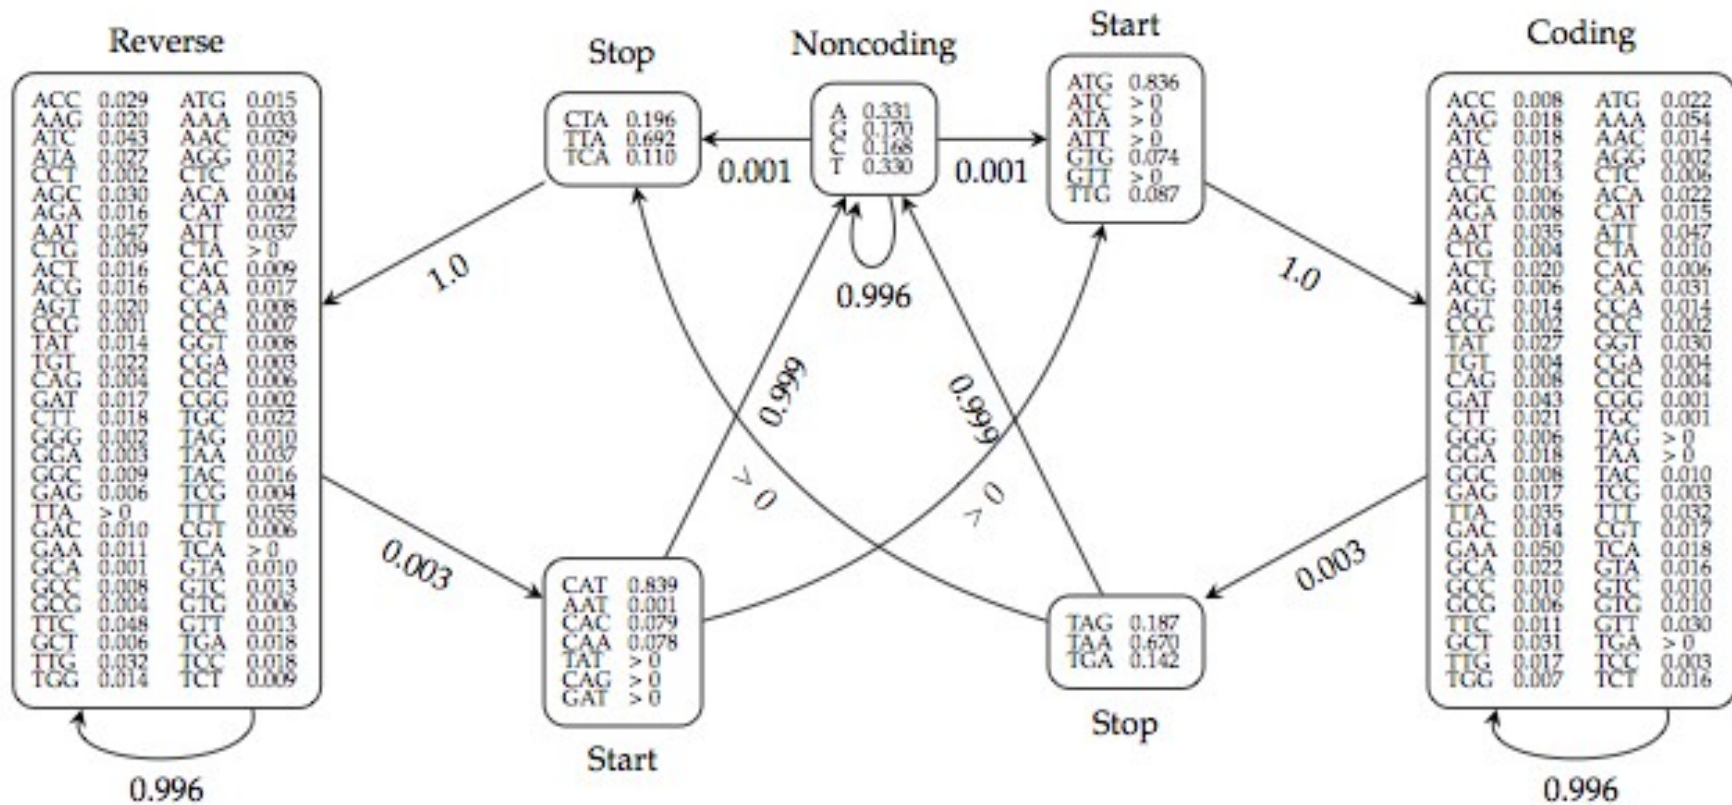 Reverse
ACC 0.029 ATG 0.015
AAG 0.020 AAA 0.033
ATC 0.043 AAC 0.029
ATA 0.027 AGG 0.012
CCT 0.002 CTC 0.016
AGC 0.030 ACA 0.004
AGA 0.016 CAT 0.022
AAT 0.047 ATT 0.037
CTG 0.009 CTA > 0
ACT 0.016 CAC 0.009
ACG 0.016 CAA 0.017
AGT 0.020 CCA 0.008
CCG 0.001 CCC 0.007
TAT 0.014 GGT 0.008
TGT 0.022 CGA 0.003
CAG 0.004 CGC 0.006
GAT 0.017 CGG 0.002
CTT 0.018 TGC 0.022
GGG 0.002 TAG 0.010
GGA 0.003 TAA 0.037
GGC 0.009 TAC 0.016
GAG 0.006 TCG 0.004
TTA > 0 TTT 0.055
GAC 0.010 CGT 0.006
GAA 0.011 TCA > 0
GCA 0.001 GTA 0.010
GCC 0.008 GTC 0.013
GCG 0.004 GTG 0.006
TTC 0.048 GTT 0.013
GCT 0.006 TGA 0.018
TTG 0.032 TCC 0.018
TGG 0.014 TCT 0.009
0.996
Stop
CTA 0.196
TTA 0.692
TCA 0.110
1.0
0.003
0.001
Noncoding
A 0.331
G 0.170
C 0.168
T 0.330
0.996
0.001
0.999
0.999
> 0
> 0
CAT 0.839
AAT 0.001
CAC 0.079
CAA 0.078
TAT > 0
CAG > 0
GAT > 0
Start
Start
ATG 0.836
ATC > 0
ATA > 0
ATT > 0
GTG 0.074
GTT > 0
TTG 0.087
1.0
0.003
TAG 0.187
TAA 0.670
TGA 0.142
Stop
Coding
ACC 0.008 ATG 0.022
AAG 0.018 AAA 0.054
ATC 0.018 AAC 0.014
ATA 0.012 AGG 0.002
CCT 0.013 CTC 0.006
AGC 0.006 ACA 0.022
AGA 0.008 CAT 0.015
AAT 0.035 ATT 0.047
CTG 0.004 CTA 0.010
ACT 0.020 CAC 0.006
ACG 0.006 CAA 0.031
AGT 0.014 CCA 0.014
CCG 0.002 CCC 0.002
TAT 0.027 GGT 0.030
TGT 0.004 CGA 0.004
CAG 0.008 CGC 0.004
GAT 0.043 CGG 0.001
CTT 0.021 TGC 0.001
GGG 0.006 TAG > 0
GGA 0.018 TAA > 0
GGC 0.008 TAC 0.010
GAG 0.017 TCG 0.003
TTA 0.035 TTT 0.032
GAC 0.014 CGT 0.017
GAA 0.050 TCA 0.018
GCA 0.022 GTA 0.016
GCC 0.010 GTC 0.010
GCG 0.006 GTG 0.010
TTC 0.011 GTT 0.030
GCT 0.031 TGA > 0
TTG 0.017 TCC 0.003
TGG 0.007 TCT 0.016
0.996